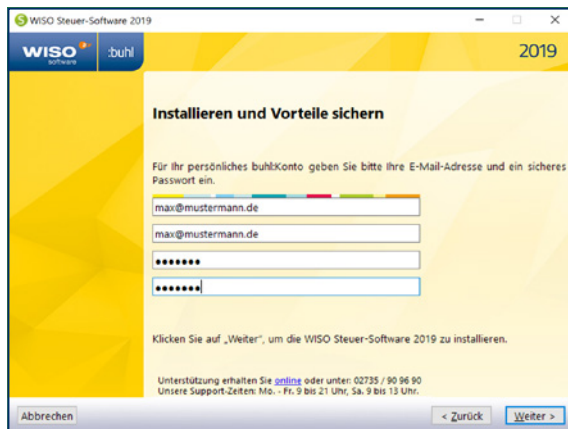 WISO Steuer-Software 2019
WISO software :buhl 2019
Installieren und Vorteile sichern
Für Ihr persönliches buhl:Konto geben Sie bitte Ihre E-Mail-Adresse und ein sicheres
Passwort ein.
max@mustermann.de
max@mustermann.de
●●●●●●●
●●●●●●●
Klicken Sie auf „Weiter", um die WISO Steuer-Software 2019 zu installieren.
Unterstützung erhalten Sie online oder unter: 02735 / 90 96 90
Unsere Support-Zeiten: Mo. - Fr. 9 bis 21 Uhr, Sa. 9 bis 13 Uhr.
Abbrechen < Zurück Weiter >